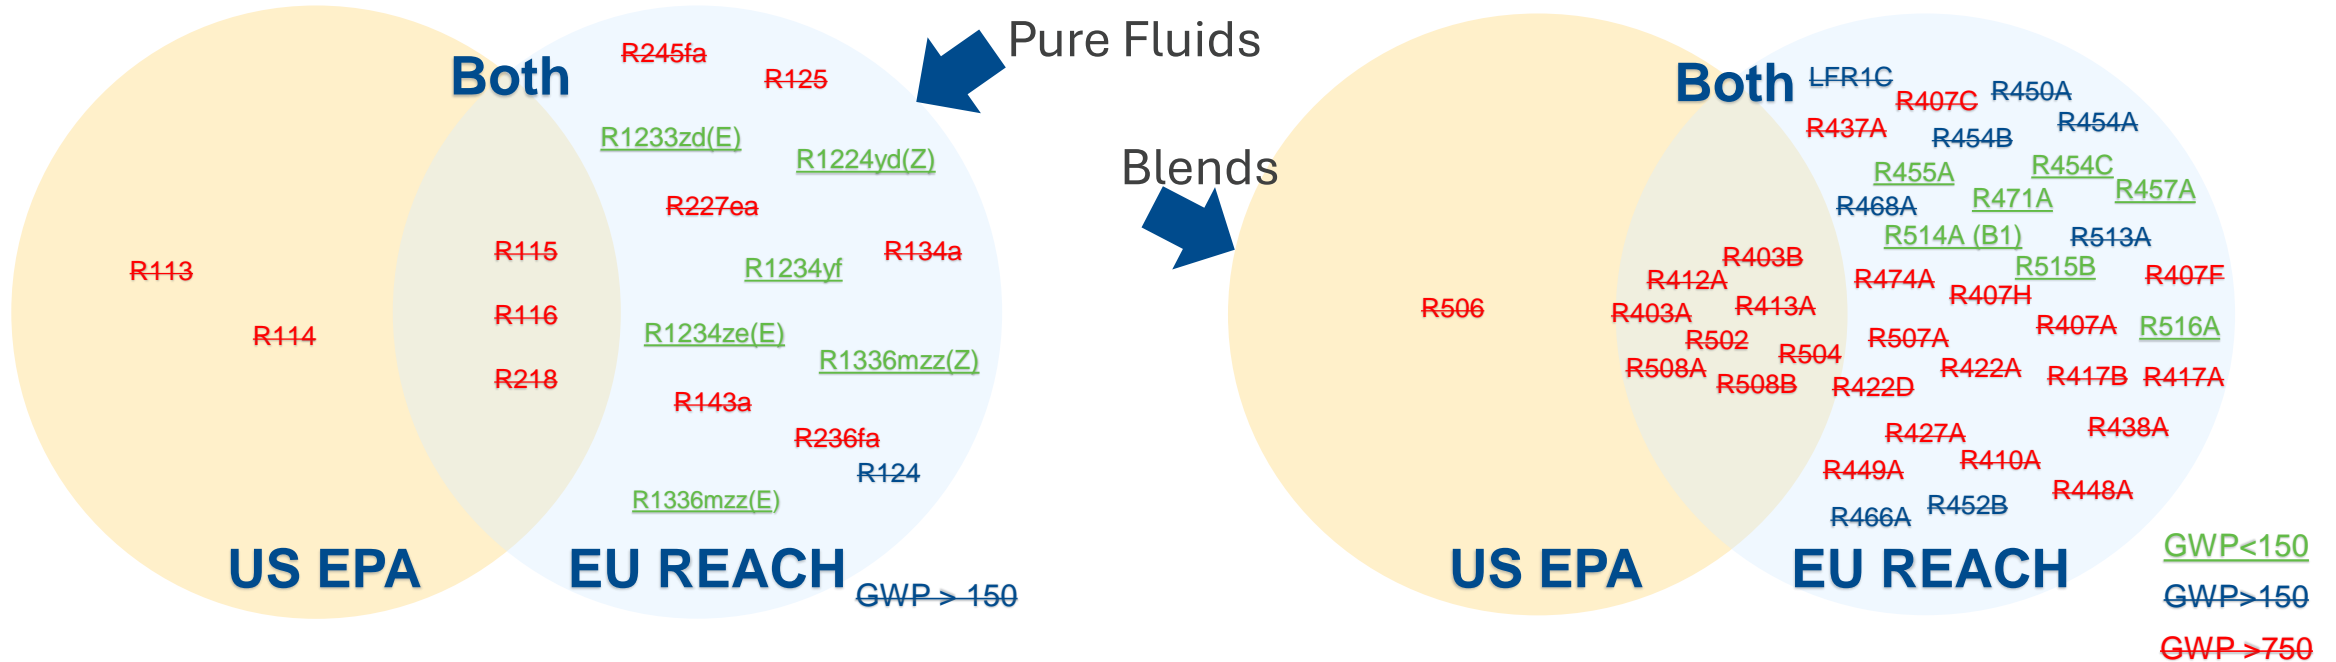 Pure Fluids
Both
R245fa
R125
R1233zd(E)
R1224yd(Z)
R227ea
R113
R115
R134a
R1234yf
R114
R116
R1234ze(E)
R1336mzz(Z)
R218
R143a
R236fa
R124
R1336mzz(E)
US EPA
EU REACH
GWP > 150
Blends
Both
LFR1C
R407C
R450A
R437A
R454B
R454A
R455A
R454C
R457A
R468A
R471A
R514A (B1)
R513A
R403B
R412A
R515B
R474A
R407F
R407H
R506
R403A
R413A
R407A
R516A
R502
R507A
R504
R508A
R422A
R508B
R422D
R417B
R417A
R427A
R438A
R449A
R410A
R448A
R466A
R452B
US EPA
EU REACH
GWP<150
GWP>150
GWP >750